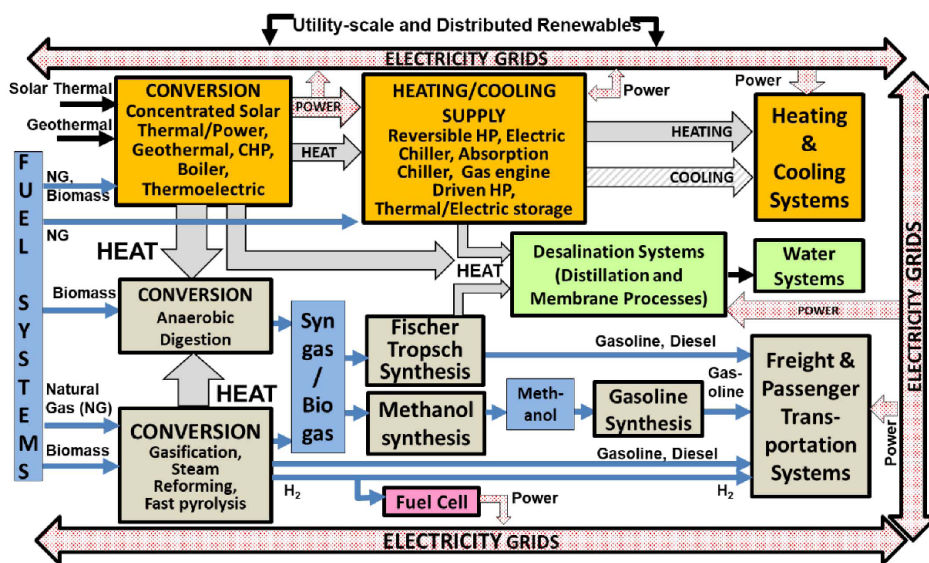 Utility-scale and Distributed Renewables
ELECTRICITY GRIDS
Solar Thermal
Geothermal
CONVERSION
Concentrated Solar
Thermal/Power,
Geothermal, CHP,
Boiler,
Thermoelectric
POWER
HEAT
HEATING/COOLING
SUPPLY
Reversible HP, Electric
Chiller, Absorption
Chiller, Gas engine
Driven HP,
Thermal/Electric storage
Power
HEATING
COOLING
Power
Heating
&
Cooling
Systems
FUEL SYSTEMS
NG,
Biomass
NG
HEAT
HEAT
Desalination Systems
(Distillation and
Membrane Processes)
Water
Systems
POWER
ELECTRICITY GRIDS
Biomass
CONVERSION
Anaerobic
Digestion
Syn
gas
/
Bio
gas
Fischer
Tropsch
Synthesis
Gasoline, Diesel
Freight &
Passenger
Trans-
portation
Systems
Power
HEAT
Natural
Gas (NG)
Biomass
CONVERSION
Gasification,
Steam
Reforming,
Fast pyrolysis
Methanol
synthesis
Meth-
anol
Gasoline
Synthesis
Gas-
oline
Gasoline, Diesel
H2
H2
Fuel Cell
Power
ELECTRICITY GRIDS